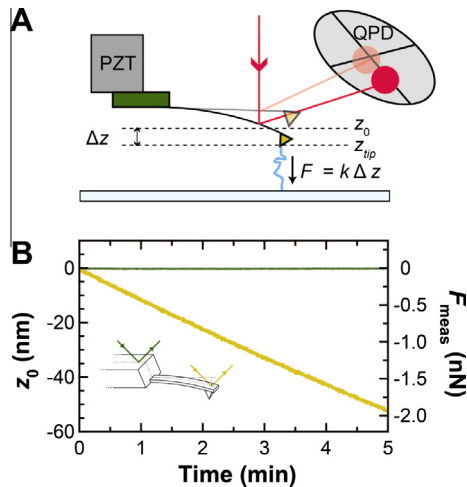 A
PZT
QPD
z0
Δz
ztip
F = k Δ z
B
0
-20
-40
-60
z0 (nm)
0
-0.5
-1.0
-1.5
-2.0
Fmeas (nN)
0 1 2 3 4 5
Time (min)